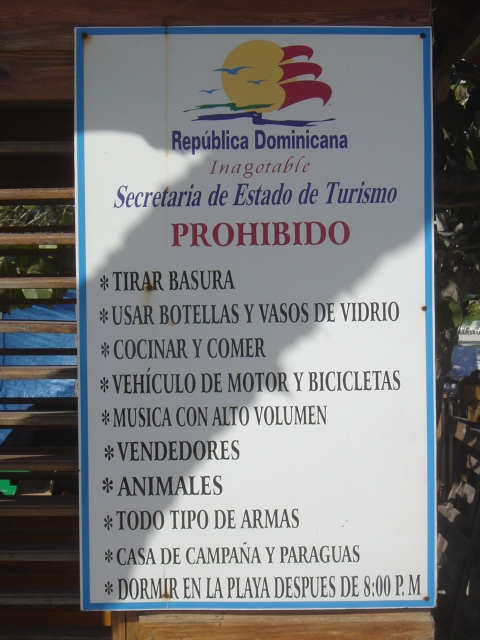 República Dominicana
Inagotable
Secretaria de Estado de Turismo
PROHIBIDO
* TIRAR BASURA
* USAR BOTELLAS Y VASOS DE VIDRIO
* COCINAR Y COMER
* VEHÍCULO DE MOTOR Y BICICLETAS
* MUSICA CON ALTO VOLUMEN
* VENDEDORES
* ANIMALES
* TODO TIPO DE ARMAS
* CASA DE CAMPAÑA Y PARAGUAS
* DORMIR EN LA PLAYA DESPUES DE 8:00 P. M